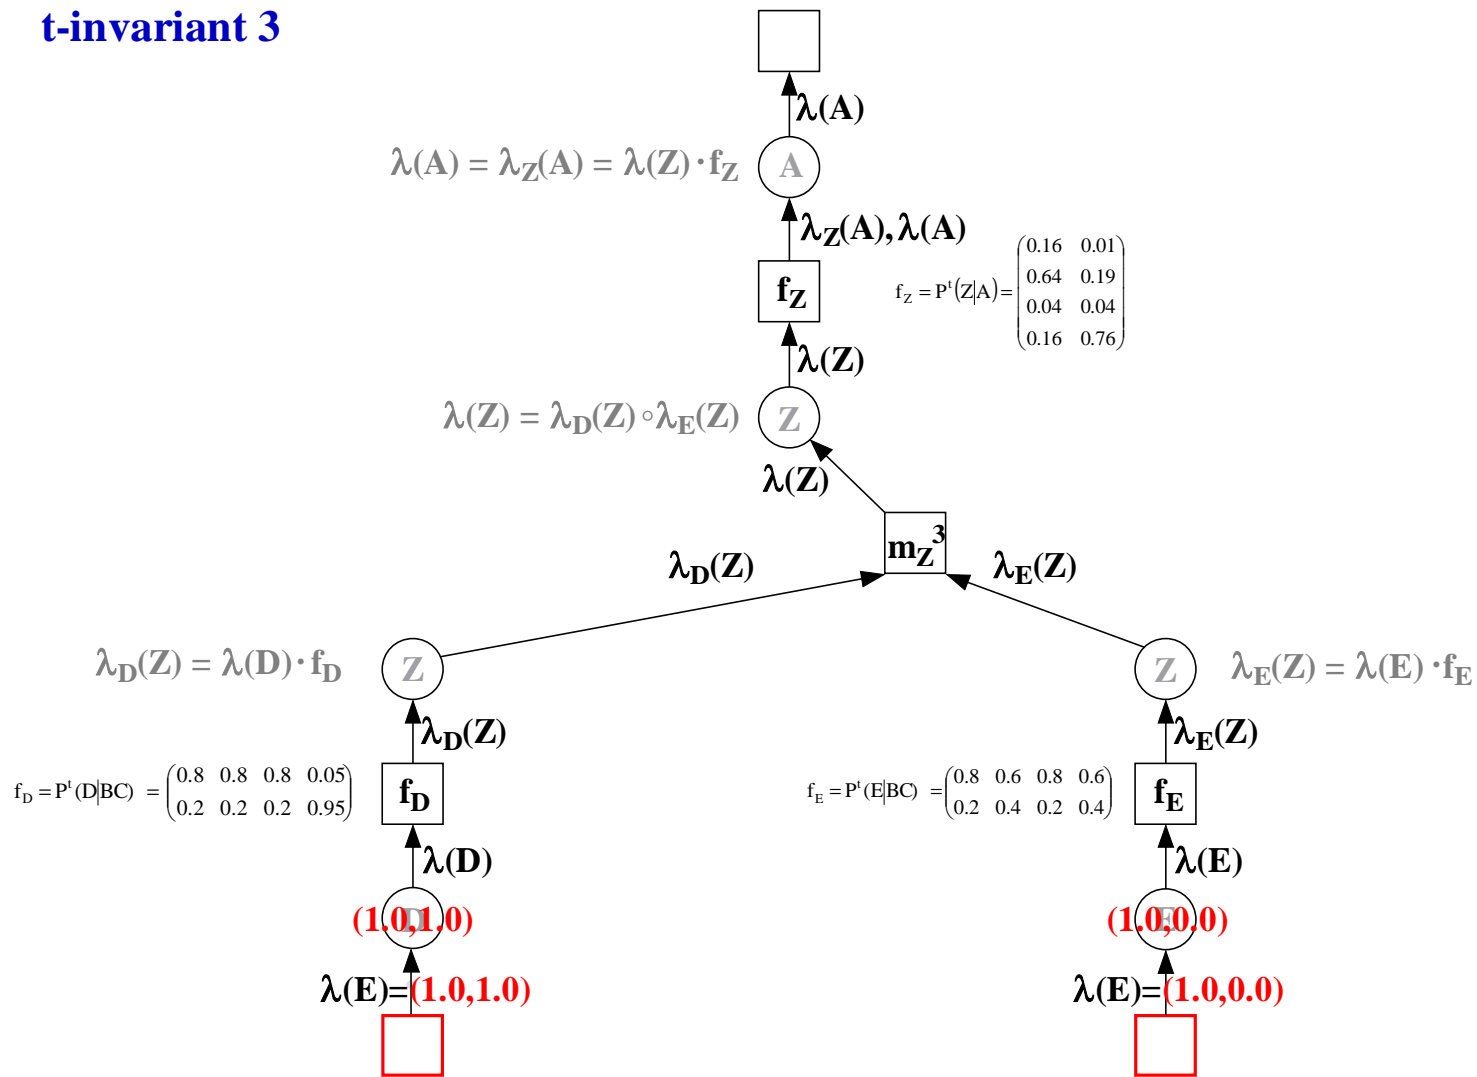 t-invariant 3
λ(A)
λ(A) = λZ(A) = λ(Z)·fZ
A
λZ(A),λ(A)
fZ
fZ = Pt(Z|A) =
0.16 0.01
0.64 0.19
0.04 0.04
0.16 0.76
λ(Z)
λ(Z) = λD(Z)∘λE(Z)
Z
λ(Z)
mZ3
λD(Z)
λE(Z)
λD(Z) = λ(D)·fD
Z
Z
λE(Z) = λ(E) ·fE
λD(Z)
λE(Z)
fD = Pt(D|BC) =
0.8 0.8 0.8 0.05
0.2 0.2 0.2 0.95
fD
fE = Pt(E|BC) =
0.8 0.6 0.8 0.6
0.2 0.4 0.2 0.4
fE
λ(D)
λ(E)
D
(1.0,1.0)
E
(1.0,0.0)
λ(E)=(1.0,1.0)
λ(E)=(1.0,0.0)